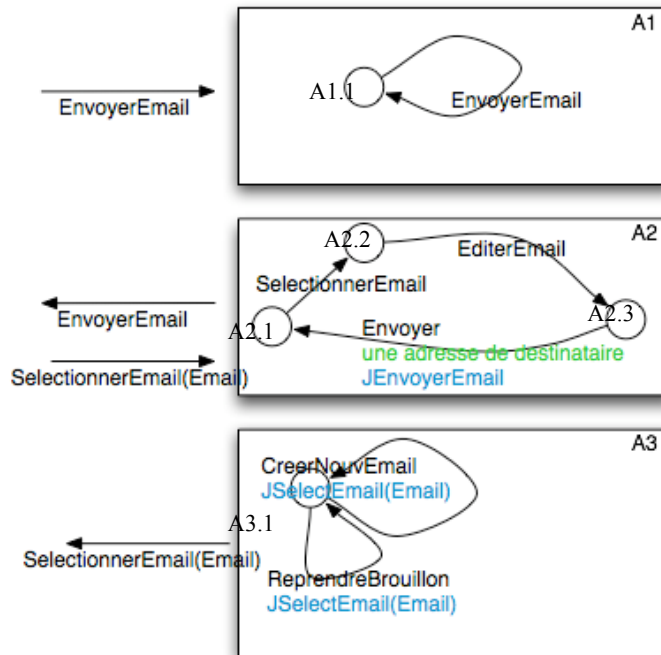 A1
A1.1
EnvoyerEmail
EnvoyerEmail
A2
A2.2
EditerEmail
SelectionnerEmail
EnvoyerEmail
A2.1
A2.3
Envoyer
une adresse de destinataire
JEnvoyerEmail
SelectionnerEmail(Email)
A3
CreerNouvEmail
JSelectEmail(Email)
A3.1
SelectionnerEmail(Email)
ReprendreBrouillon
JSelectEmail(Email)